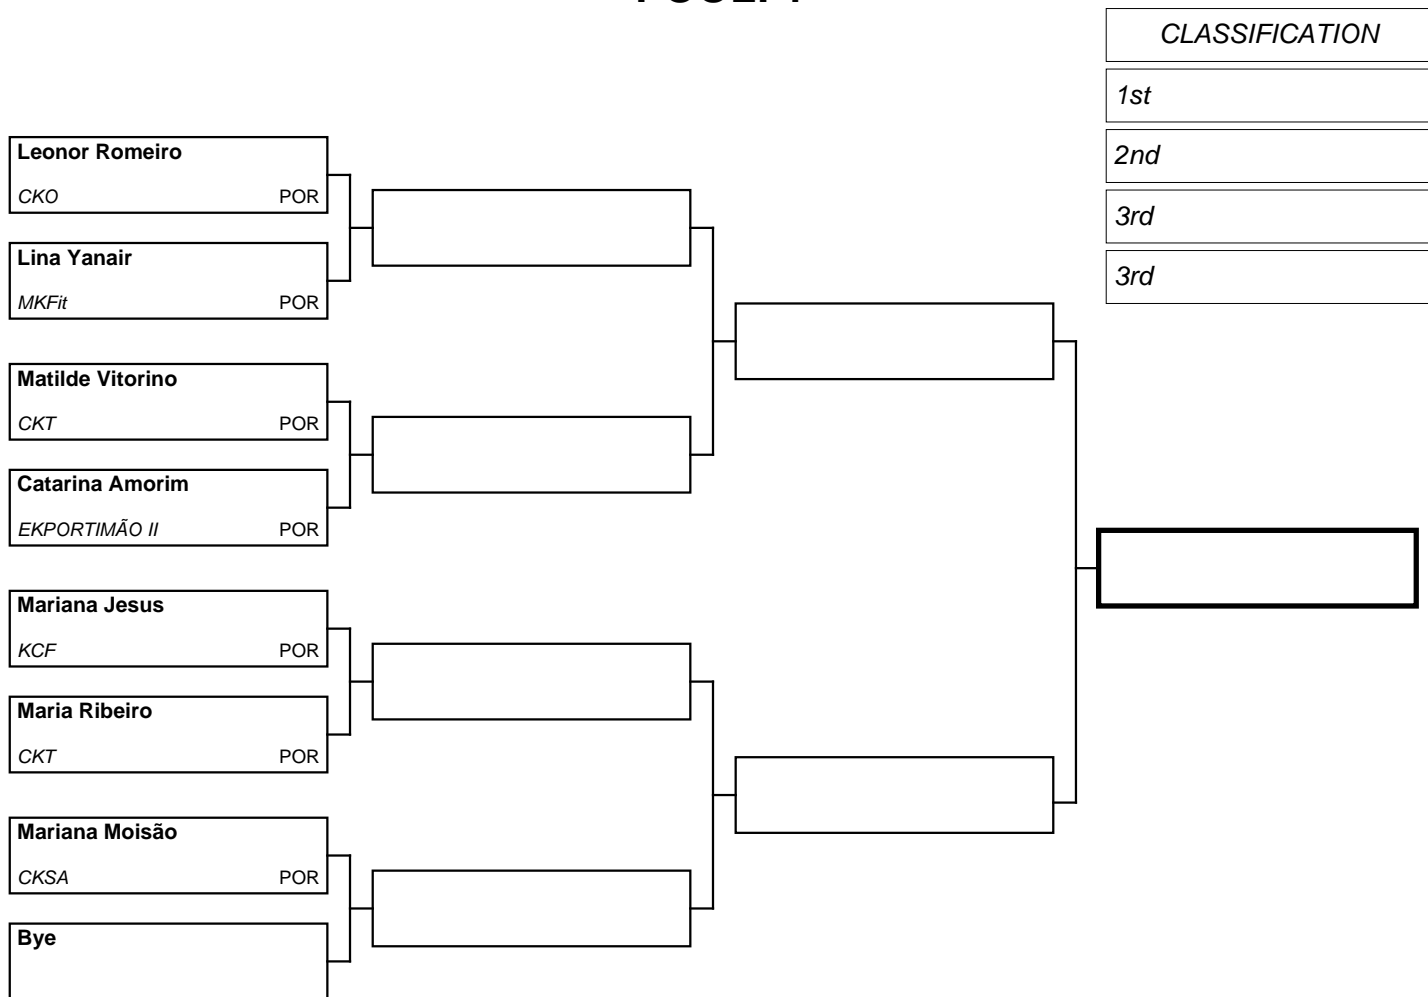 CLASSIFICATION
1st
2nd
3rd
3rd
Leonor Romeiro
CKO POR
Lina Yanair
MKFit POR
Matilde Vitorino
CKT POR
Catarina Amorim
EKPORTIMÃO II POR
Mariana Jesus
KCF POR
Maria Ribeiro
CKT POR
Mariana Moisão
CKSA POR
Bye